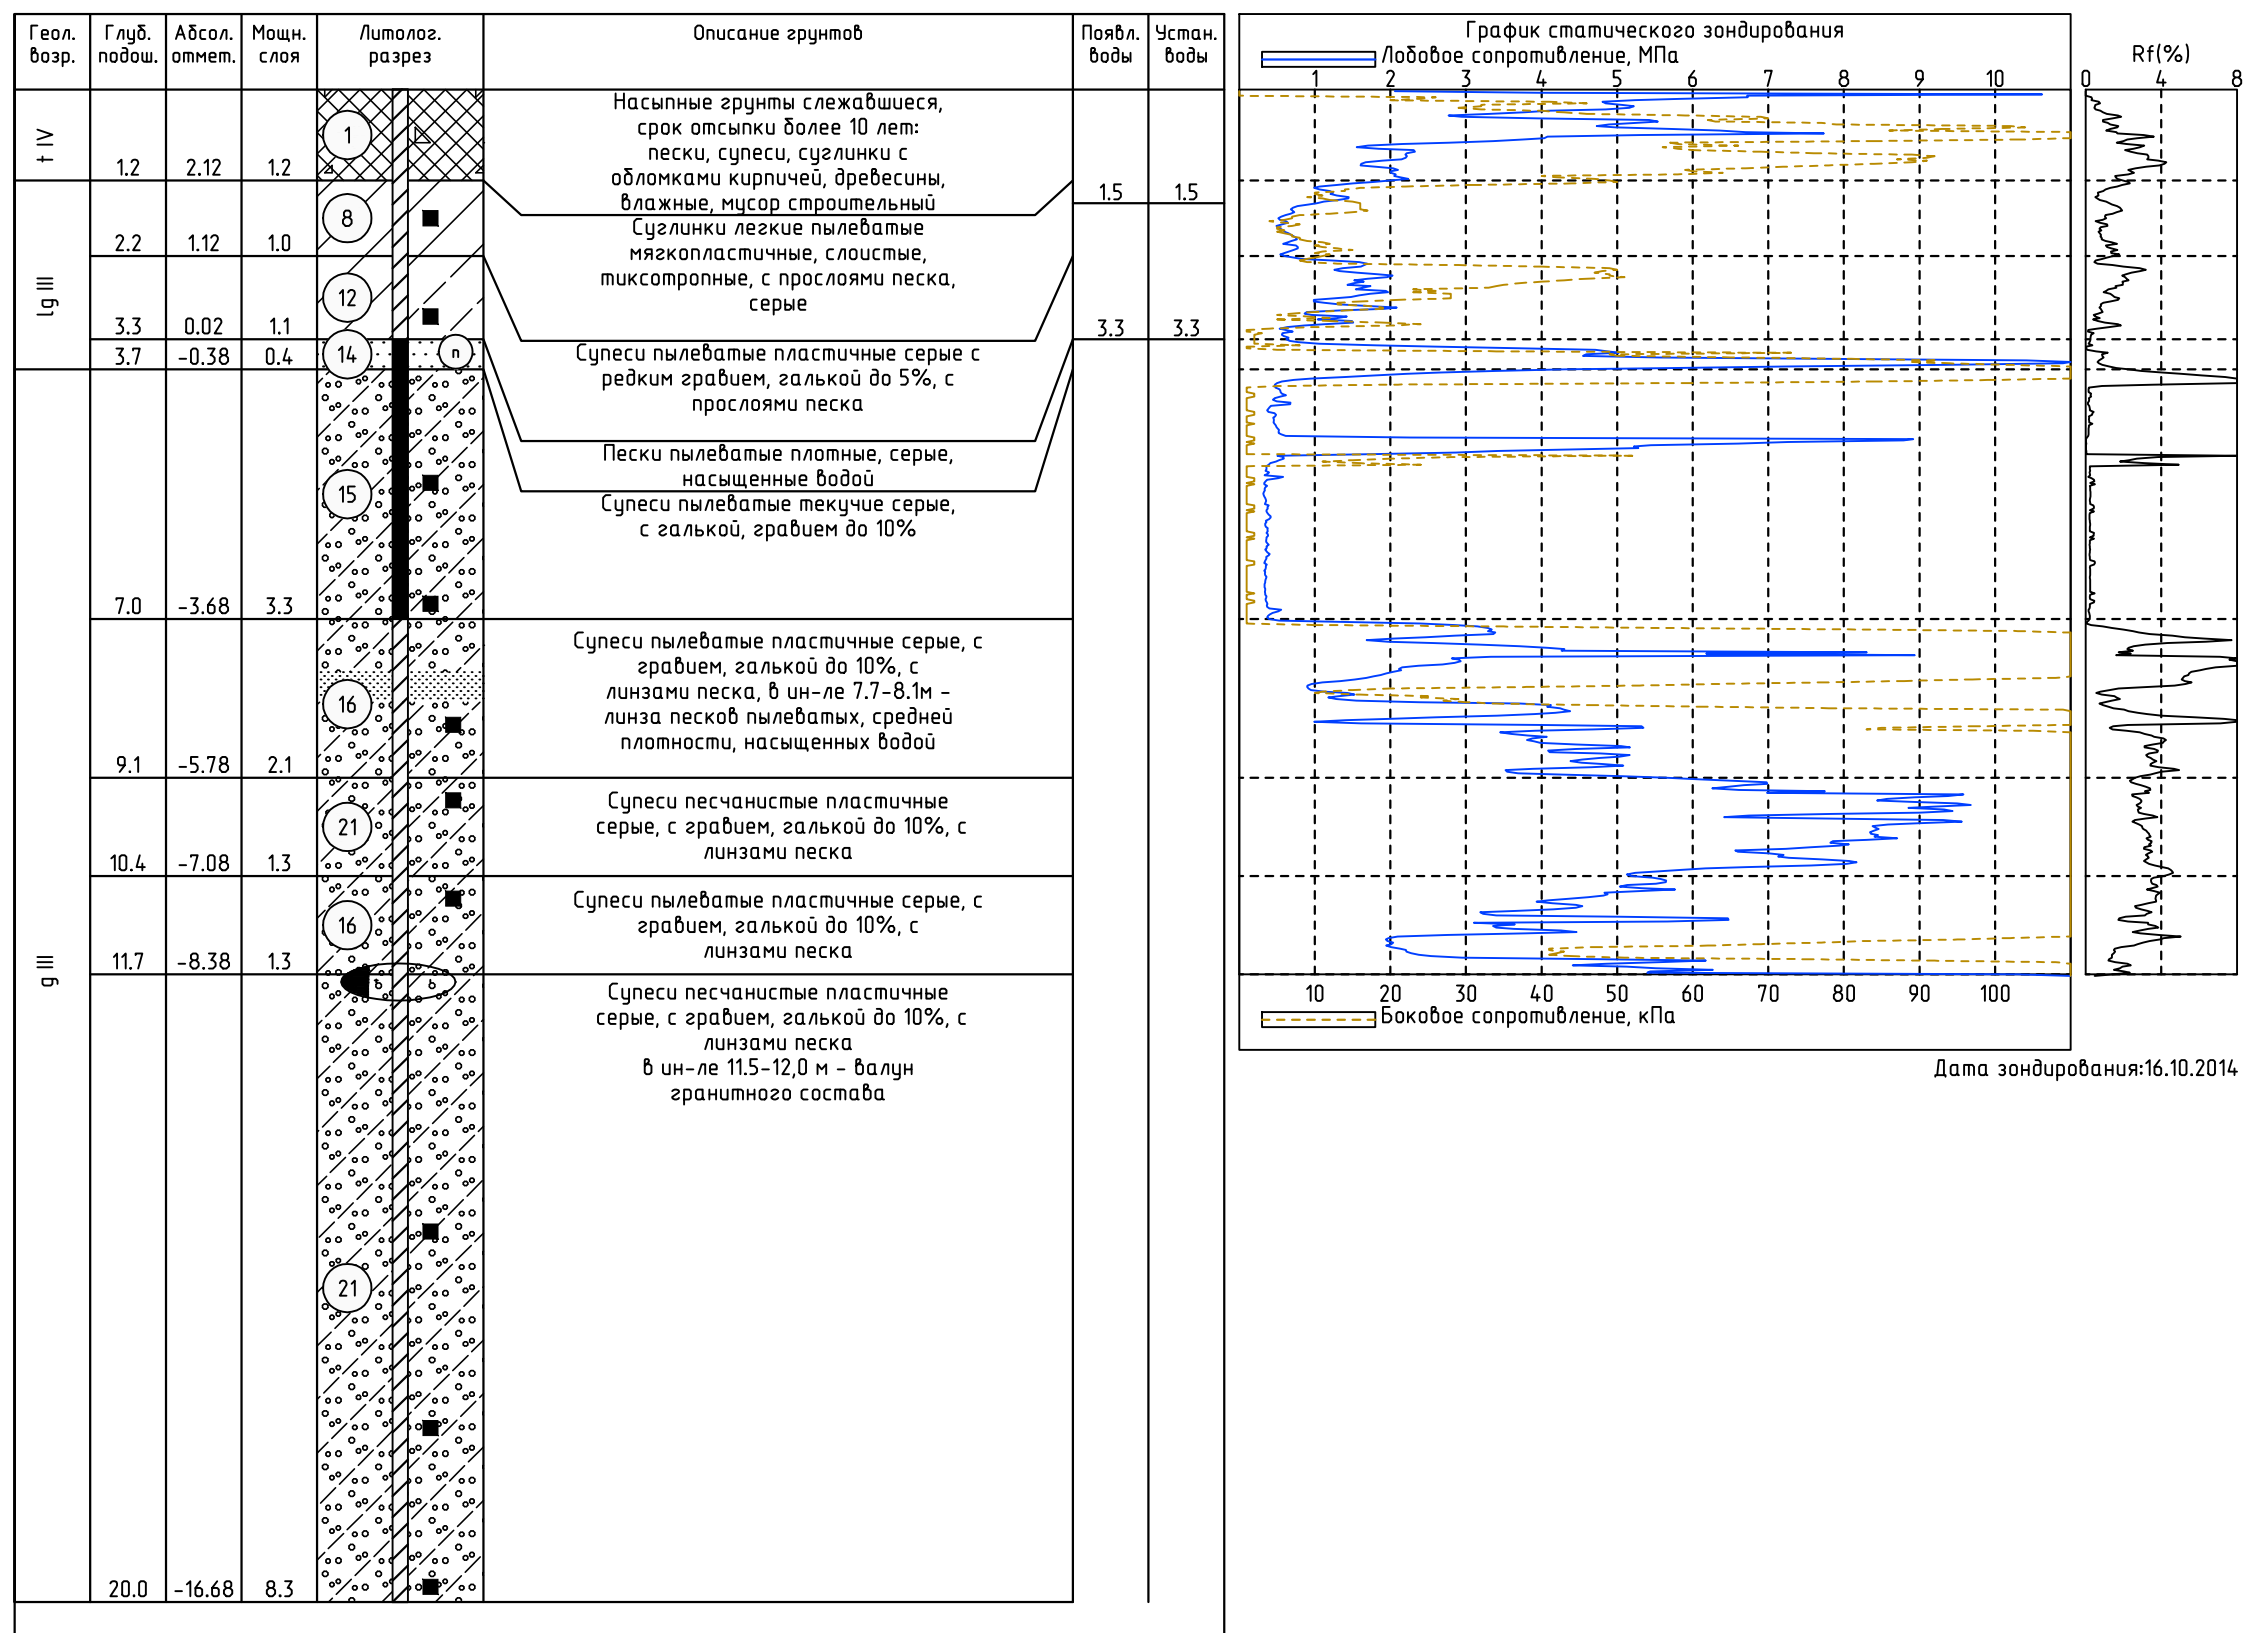 Геол. возр.
Глуб. подош.
Абсол. отмет.
Мощн. слоя
Литолог. разрез
Описание грунтов
Появл. воды
Устан. воды
t IV
1.2 2.12 1.2
1
Насыпные грунты слежавшиеся,
срок отсыпки более 10 лет:
пески, супеси, суглинки с
обломками кирпичей, древесины,
влажные, мусор строительный
1.5 1.5
lg III
2.2 1.12 1.0
8
Суглинки легкие пылеватые
мягкопластичные, слоистые,
тиксотропные, с прослоями песка,
серые
3.3 0.02 1.1
12
Супеси пылеватые пластичные серые с
редким гравием, галькой до 5%, с
прослоями песка
3.3 3.3
3.7 -0.38 0.4
14
п
Пески пылеватые плотные, серые,
насыщенные водой
g III
7.0 -3.68 3.3
15
Супеси пылеватые текучие серые,
с галькой, гравием до 10%
9.1 -5.78 2.1
16
Супеси пылеватые пластичные серые, с
гравием, галькой до 10%, с
линзами песка, в ин-ле 7.7-8.1м -
линза песков пылеватых, средней
плотности, насыщенных водой
10.4 -7.08 1.3
21
Супеси песчанистые пластичные
серые, с гравием, галькой до 10%, с
линзами песка
11.7 -8.38 1.3
16
Супеси пылеватые пластичные серые, с
гравием, галькой до 10%, с
линзами песка
20.0 -16.68 8.3
21
Супеси песчанистые пластичные
серые, с гравием, галькой до 10%, с
линзами песка
в ин-ле 11.5-12,0 м - валун
гранитного состава
График статического зондирования
Лобовое сопротивление, МПа
1 2 3 4 5 6 7 8 9 10
Rf(%)
0 4 8
10 20 30 40 50 60 70 80 90 100
Боковое сопротивление, кПа
Дата зондирования:16.10.2014